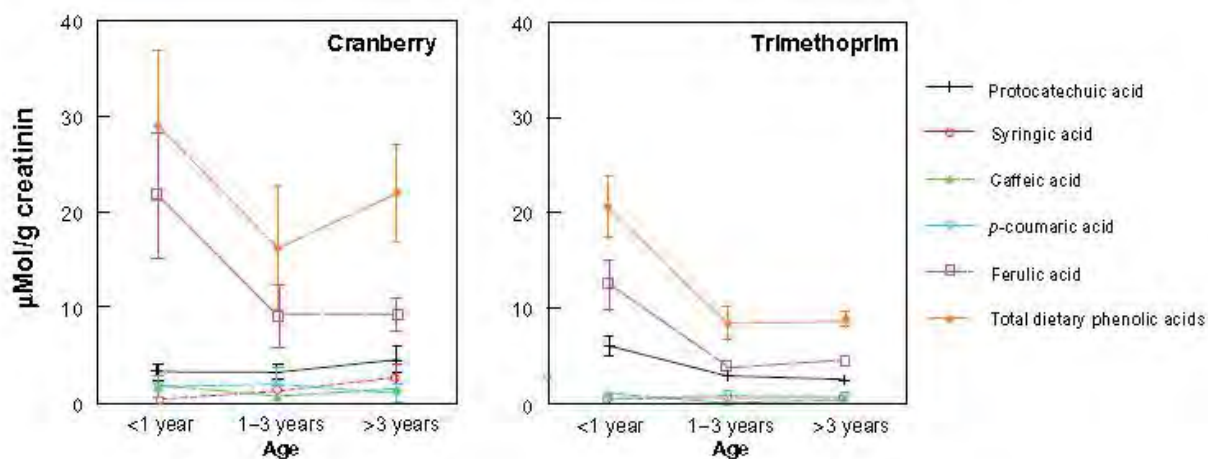 40
30
20
10
0
µMol/g creatinin
Cranberry
<1 year
1–3 years
>3 years
Age
40
30
20
10
0
Trimethoprim
<1 year
1–3 years
>3 years
Age
Protocatechuic acid
Syringic acid
Caffeic acid
p-coumaric acid
Ferulic acid
Total dietary phenolic acids